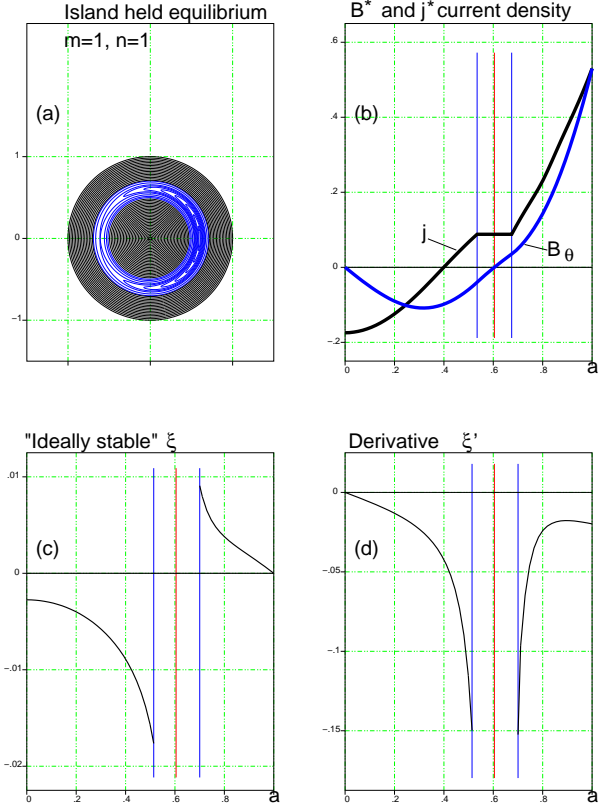 Island held equilibrium
m=1, n=1
(a)
1
0
−1
B* and j* current density
(b)
.4
.2
0
−.2
j
B θ
0 .2 .4 .6 .8
a
"Ideally stable" ξ
(c)
.01
0
−.01
−.02
0 .2 .4 .6 .8
a
Derivative ξ'
(d)
0
−.05
−.1
−.15
0 .2 .4 .6 .8
a